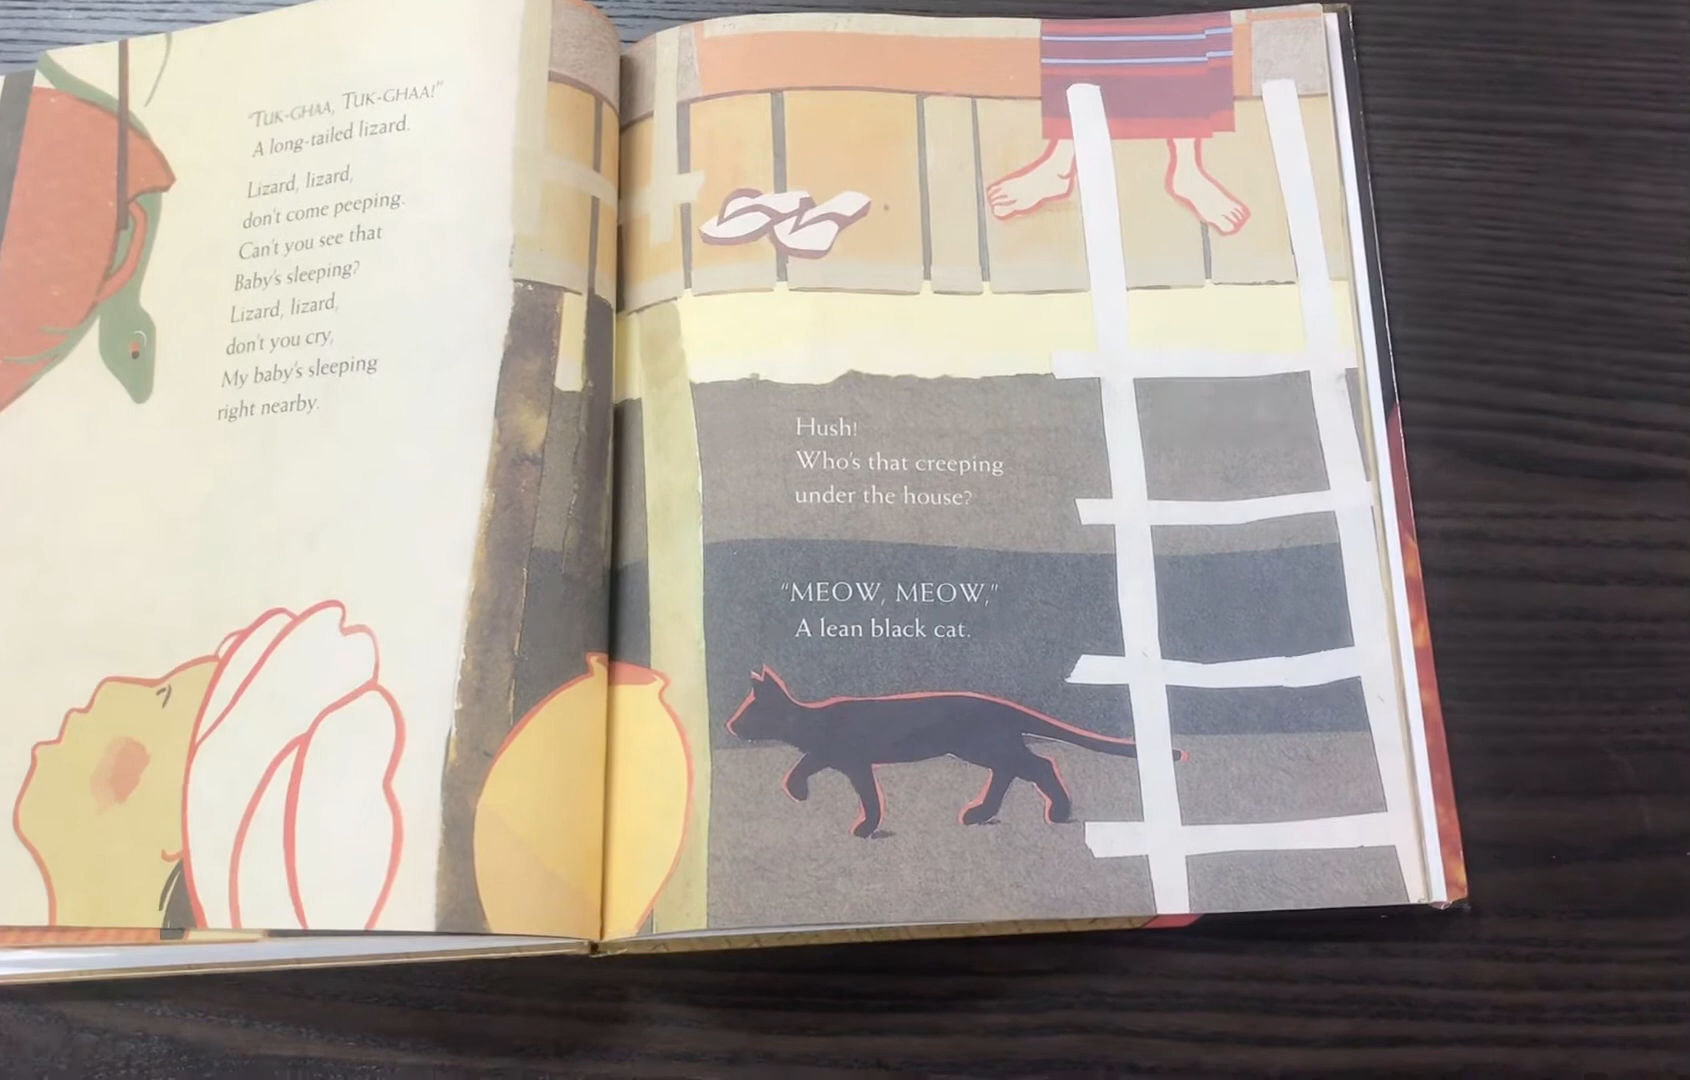 "TUK-GHAA, TUK-GHAA!"
A long-tailed lizard.
Lizard, lizard,
don't come peeping.
Can't you see that
Baby's sleeping?
Lizard, lizard,
don't you cry,
My baby's sleeping
right nearby.
Hush!
Who's that creeping
under the house?
"MEOW, MEOW,"
A lean black cat.